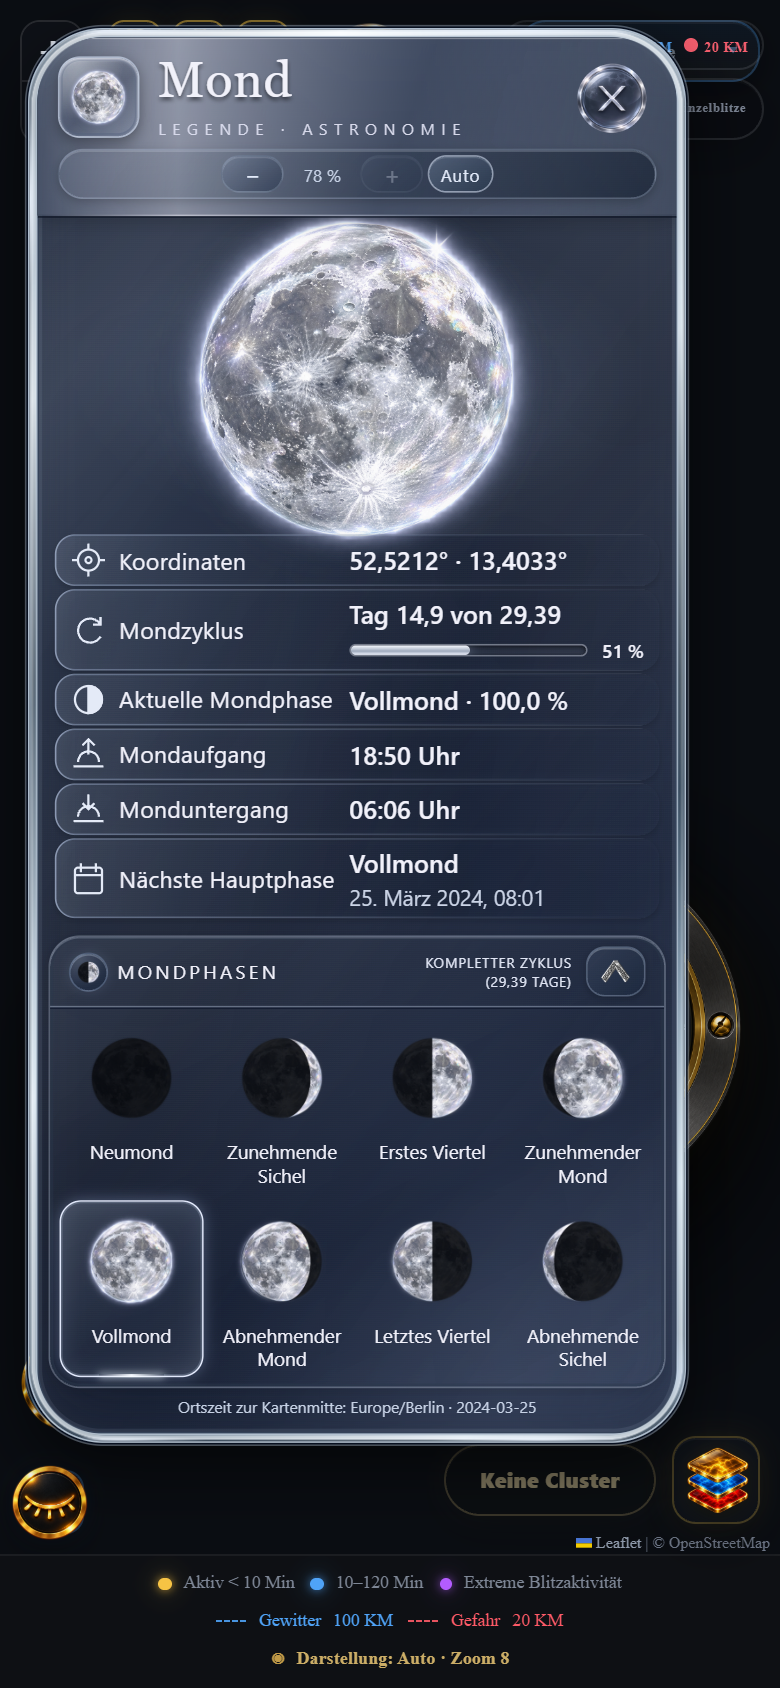 20 KM
nzelblitze
Mond
LEGENDE · ASTRONOMIE
− 78 % + Auto
Koordinaten 52,5212° · 13,4033°
Mondzyklus Tag 14,9 von 29,39
51 %
Aktuelle Mondphase Vollmond · 100,0 %
Mondaufgang 18:50 Uhr
Monduntergang 06:06 Uhr
Nächste Hauptphase Vollmond
25. März 2024, 08:01
MONDPHASEN
KOMPLETTER ZYKLUS
(29,39 TAGE)
Neumond
Zunehmende
Sichel
Erstes Viertel
Zunehmender
Mond
Vollmond
Abnehmender
Mond
Letztes Viertel
Abnehmende
Sichel
Ortszeit zur Kartenmitte: Europe/Berlin · 2024-03-25
Keine Cluster
Leaflet | © OpenStreetMap
Aktiv < 10 Min 10–120 Min Extreme Blitzaktivität
Gewitter 100 KM Gefahr 20 KM
Darstellung: Auto · Zoom 8